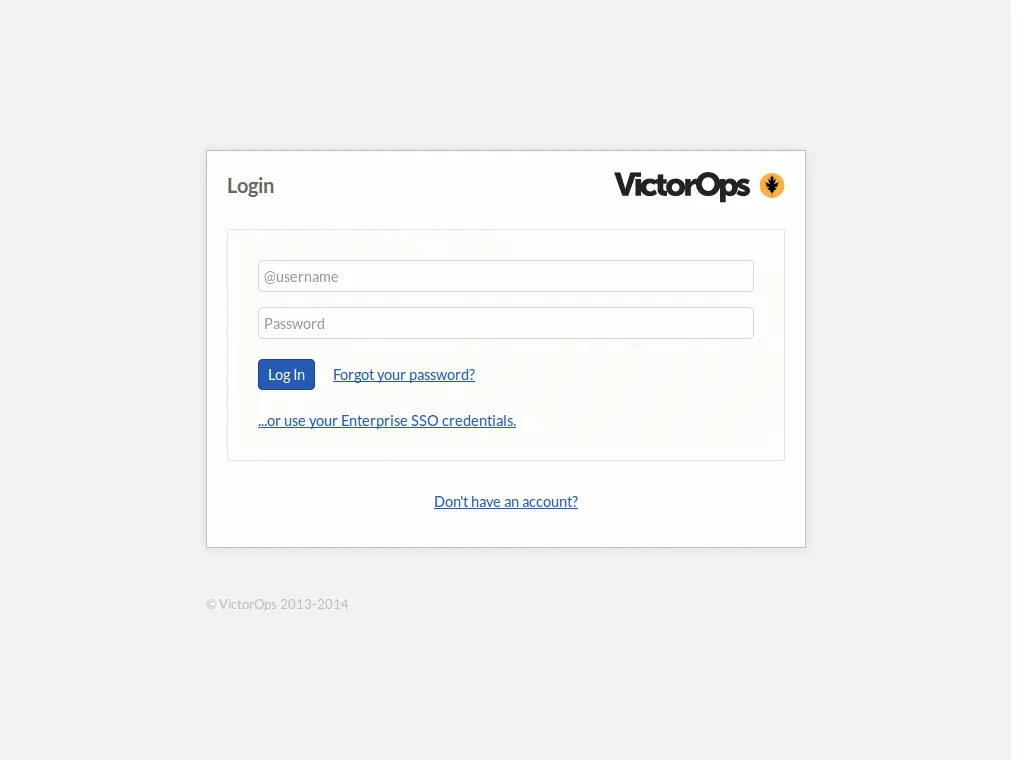 Login
VictorOps
@username
Password
Log In
Forgot your password?
...or use your Enterprise SSO credentials.
Don't have an account?
© VictorOps 2013-2014